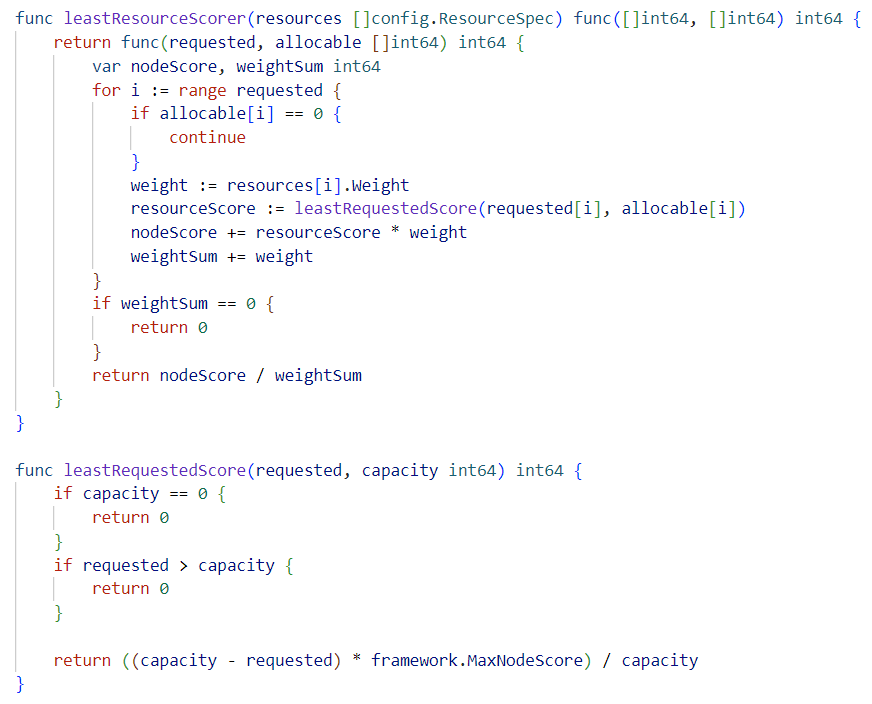 func leastResourceScorer(resources []config.ResourceSpec) func([]int64, []int64) int64 {
    return func(requested, allocable []int64) int64 {
        var nodeScore, weightSum int64
        for i := range requested {
            if allocable[i] == 0 {
                continue
            }
            weight := resources[i].Weight
            resourceScore := leastRequestedScore(requested[i], allocable[i])
            nodeScore += resourceScore * weight
            weightSum += weight
        }
        if weightSum == 0 {
            return 0
        }
        return nodeScore / weightSum
    }
}

func leastRequestedScore(requested, capacity int64) int64 {
    if capacity == 0 {
        return 0
    }
    if requested > capacity {
        return 0
    }

    return ((capacity - requested) * framework.MaxNodeScore) / capacity
}